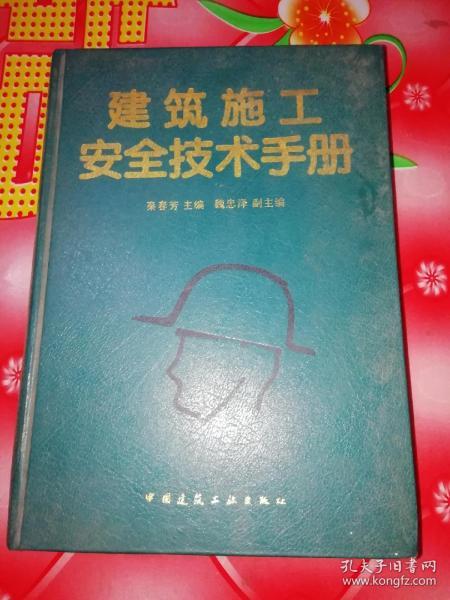 建筑施工
安全技术手册
秦春芳 主编 魏忠泽 副主编
中国建筑工业出版社
孔夫子旧书网
www.kongfz.com